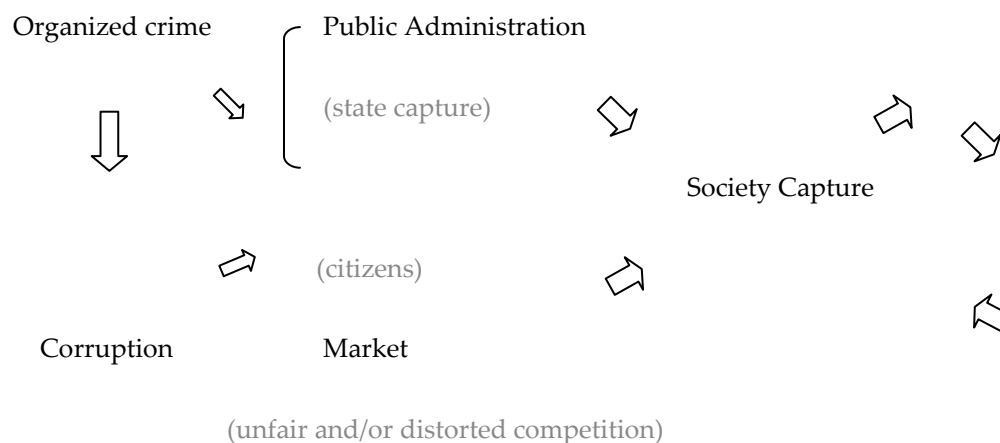 Organized crime
Public Administration
(state capture)
Society Capture
(citizens)
Corruption
Market
(unfair and/or distorted competition)